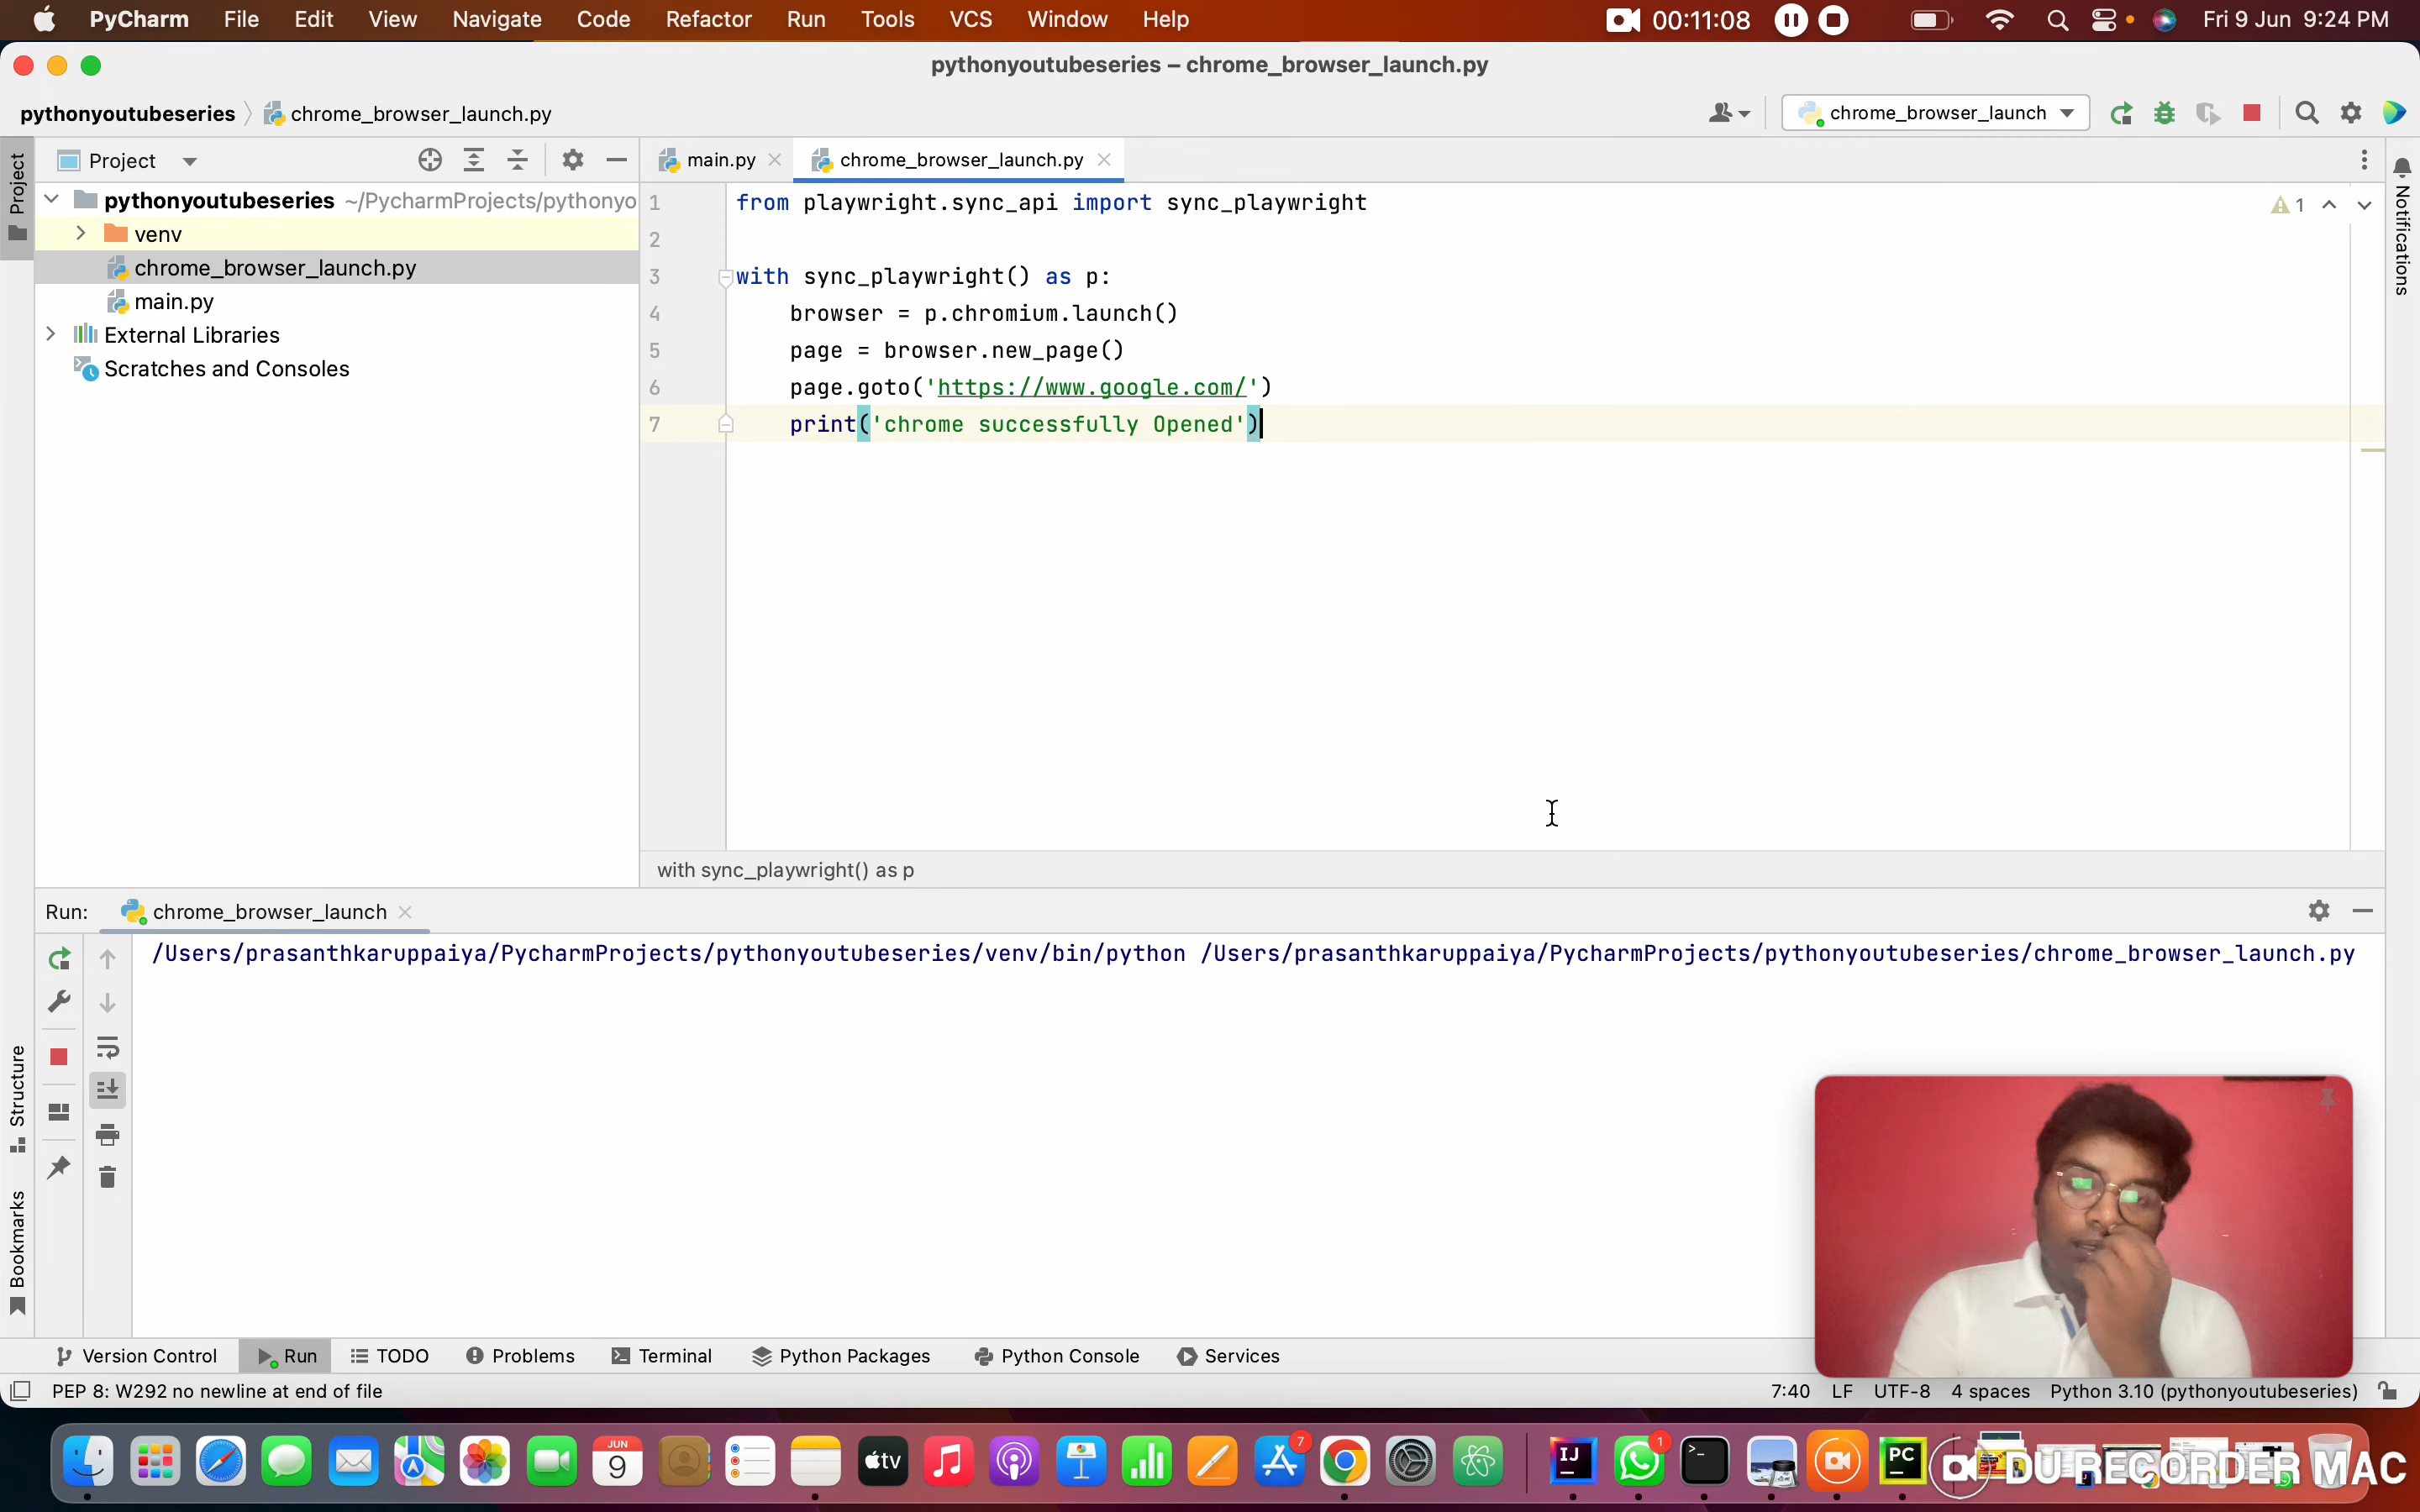 PyCharm File Edit View Navigate Code Refactor Run Tools VCS Window Help 00:11:08 Fri 9 Jun 9:24 PM
pythonyoutubeseries – chrome_browser_launch.py
pythonyoutubeseries chrome_browser_launch.py chrome_browser_launch
Project
Project
main.py
chrome_browser_launch.py
Notifications
pythonyoutubeseries ~/PycharmProjects/pythonyo
venv
chrome_browser_launch.py
main.py
External Libraries
Scratches and Consoles
1 from playwright.sync_api import sync_playwright
2
3 with sync_playwright() as p:
4 browser = p.chromium.launch()
5 page = browser.new_page()
6 page.goto('https://www.google.com/')
7 print('chrome successfully Opened')
1
with sync_playwright() as p
Run: chrome_browser_launch
/Users/prasanthkaruppaiya/PycharmProjects/pythonyoutubeseries/venv/bin/python /Users/prasanthkaruppaiya/PycharmProjects/pythonyoutubeseries/chrome_browser_launch.py
Structure
Bookmarks
Version Control Run TODO Problems Terminal Python Packages Python Console Services
PEP 8: W292 no newline at end of file
7:40 LF UTF-8 4 spaces Python 3.10 (pythonyoutubeseries)
JUN
9
tv
7
IJ
1
>_
PC
DU RECORDER MAC